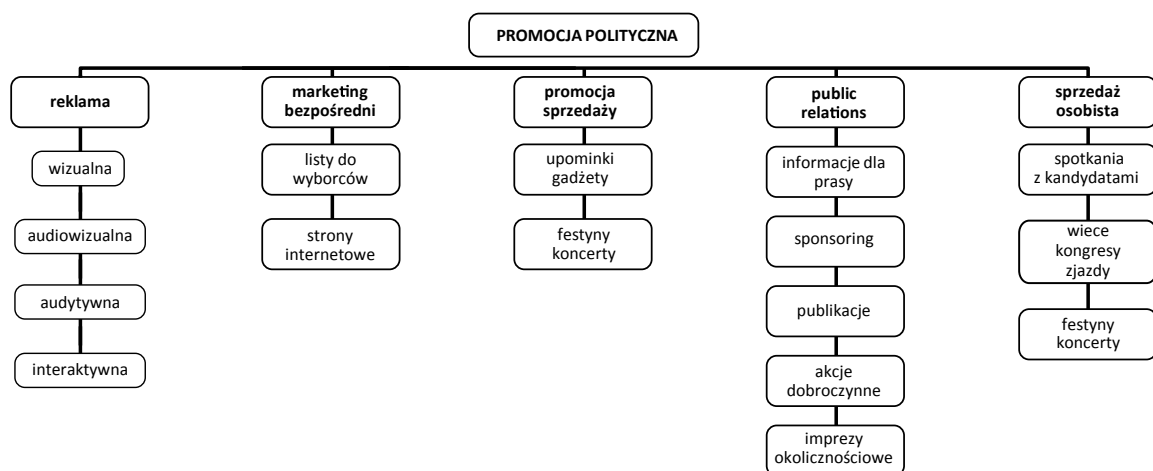 PROMOCJA POLITYCZNA
reklama
wizualna
audiowizualna
audytywna
interaktywna
marketing
bezpośredni
listy do
wyborców
strony
internetowe
promocja
sprzedaży
upominki
gadżety
festyny
koncerty
public
relations
informacje dla
prasy
sponsoring
publikacje
akcje
dobroczynne
imprezy
okolicznościowe
sprzedaż
osobista
spotkania
z kandydatami
wiece
kongresy
zjazdy
festyny
koncerty